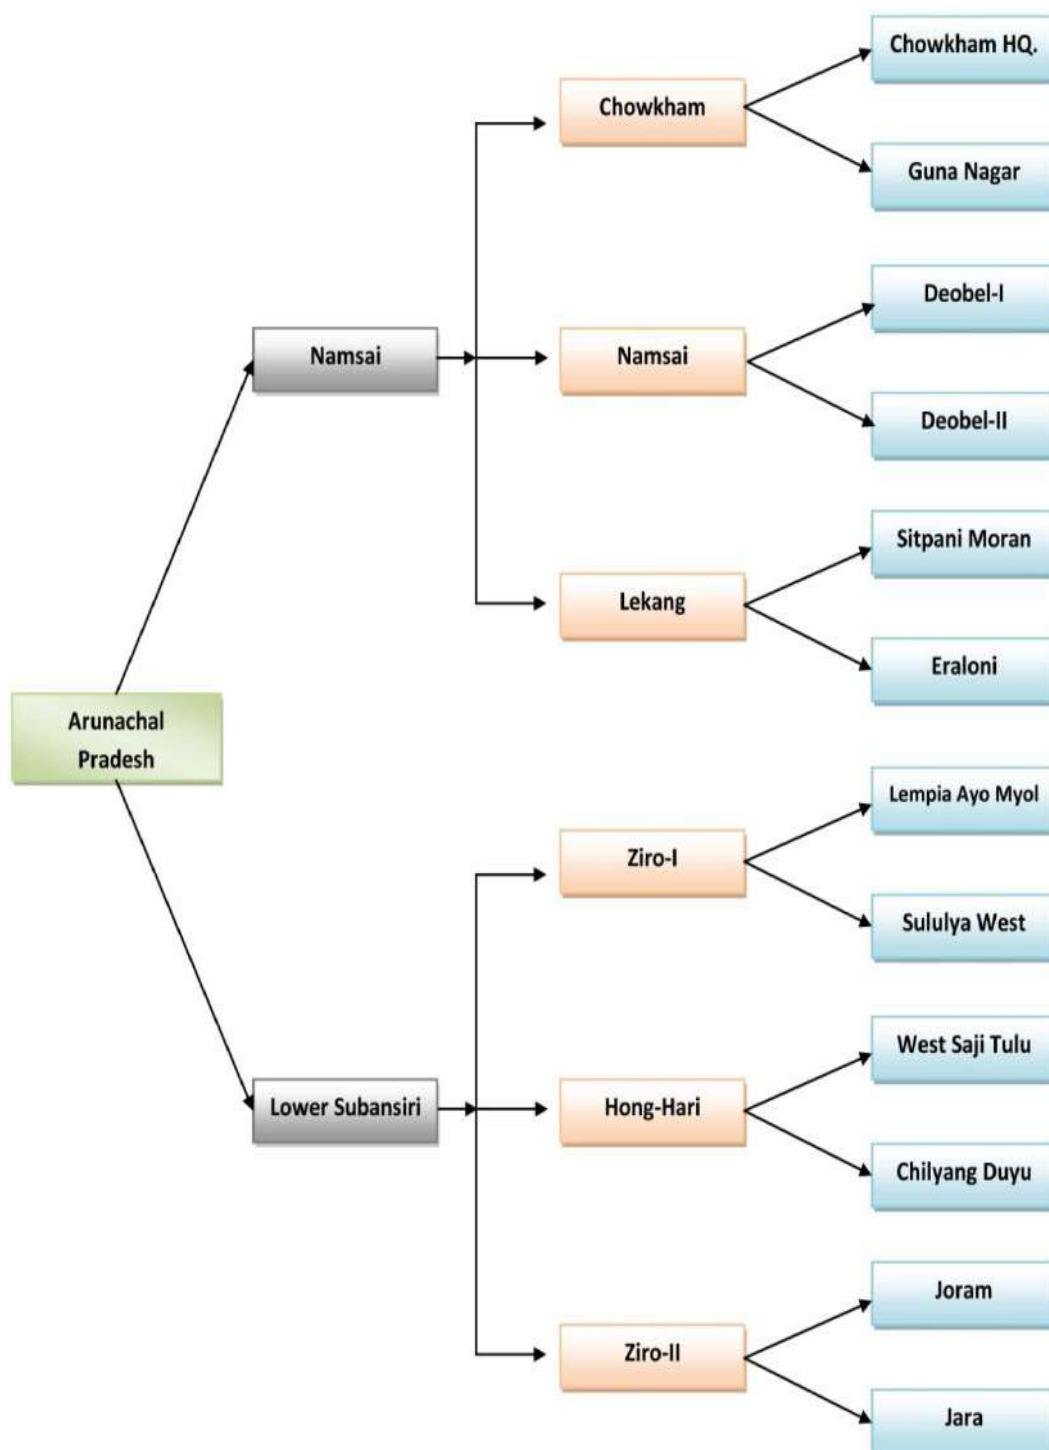 Chowkham HQ.
Chowkham
Guna Nagar
Deobel-I
Namsai
Namsai
Deobel-II
Sitpani Moran
Lekang
Eraloni
Arunachal
Pradesh
Lempia Ayo Myol
Ziro-I
Sululya West
West Saji Tulu
Lower Subansiri
Hong-Hari
Chilyang Duyu
Joram
Ziro-II
Jara